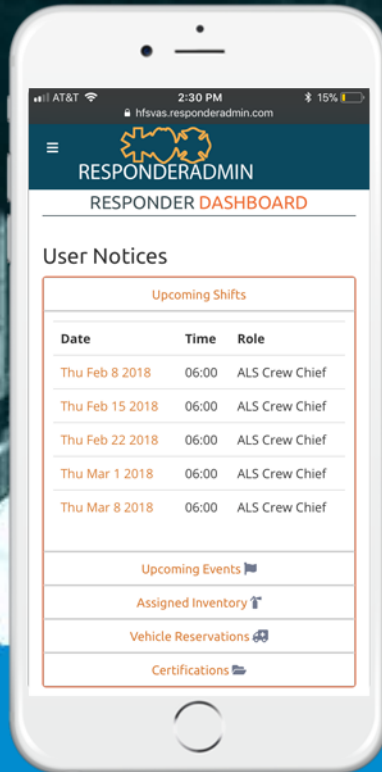 AT&T 2:30 PM 15%
hfsvas.responderadmin.com
RESPONDERADMIN
RESPONDER DASHBOARD
User Notices
Upcoming Shifts
Date Time Role
Thu Feb 8 2018 06:00 ALS Crew Chief
Thu Feb 15 2018 06:00 ALS Crew Chief
Thu Feb 22 2018 06:00 ALS Crew Chief
Thu Mar 1 2018 06:00 ALS Crew Chief
Thu Mar 8 2018 06:00 ALS Crew Chief
Upcoming Events
Assigned Inventory
Vehicle Reservations
Certifications